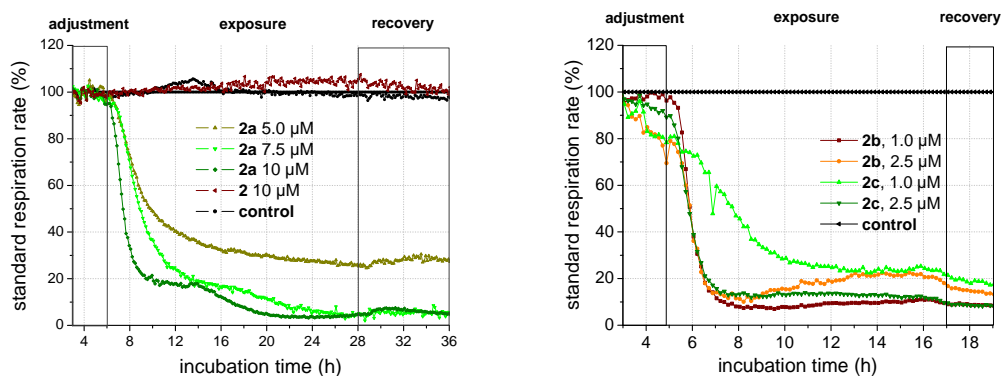 adjustment exposure recovery
120
100
80
60
40
20
0
standard respiration rate (%)
2a 5.0 µM
2a 7.5 µM
2a 10 µM
2 10 µM
control
4 8 12 16 20 24 28 32 36
incubation time (h)
adjustment exposure recovery
120
100
80
60
40
20
0
standard respiration rate (%)
2b, 1.0 µM
2b, 2.5 µM
2c, 1.0 µM
2c, 2.5 µM
control
4 6 8 10 12 14 16 18
incubation time (h)